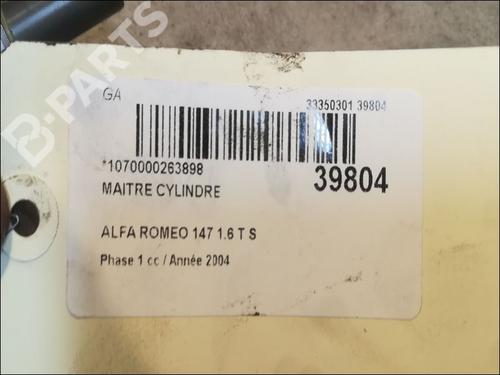 B-PARTS
GA
33350301 39804
*1070000263898
39804
MAITRE CYLINDRE
ALFA ROMEO 147 1.6 T S
Phase 1 cc / Année 2004